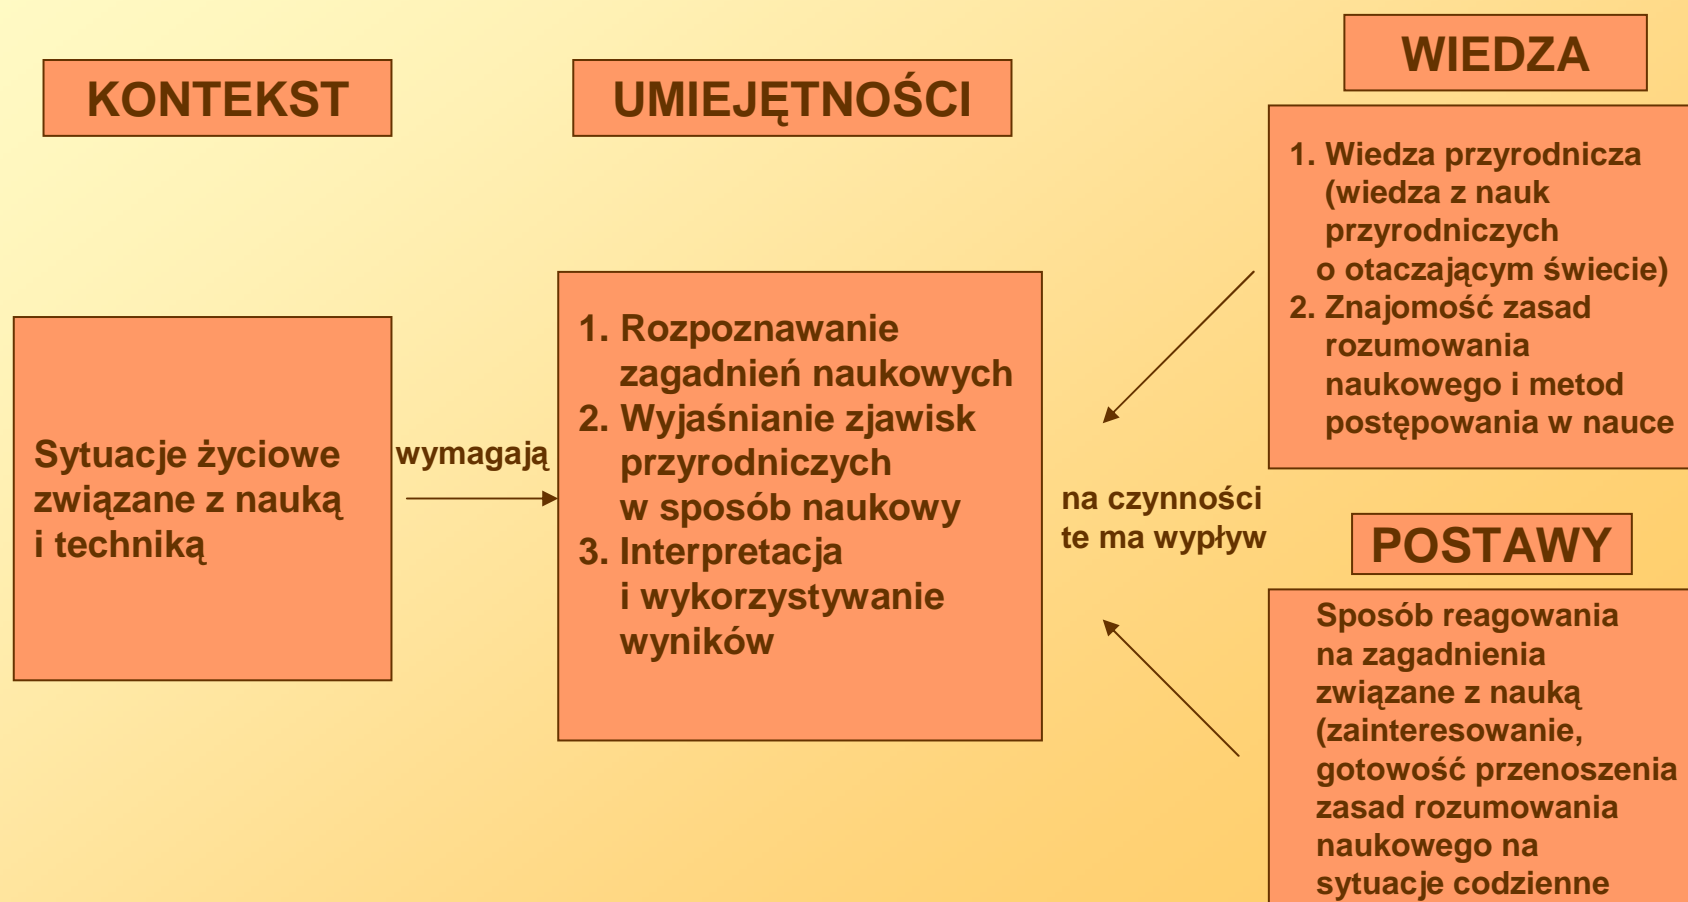 KONTEKST
Sytuacje życiowe
związane z nauką
i techniką
wymagają
UMIEJĘTNOŚCI
1. Rozpoznawanie
zagadnień naukowych
2. Wyjaśnianie zjawisk
przyrodniczych
w sposób naukowy
3. Interpretacja
i wykorzystywanie
wyników
na czynności
te ma wypływ
WIEDZA
1. Wiedza przyrodnicza
(wiedza z nauk
przyrodniczych
o otaczającym świecie)
2. Znajomość zasad
rozumowania
naukowego i metod
postępowania w nauce
POSTAWY
Sposób reagowania
na zagadnienia
związane z nauką
(zainteresowanie,
gotowość przenoszenia
zasad rozumowania
naukowego na
sytuacje codzienne